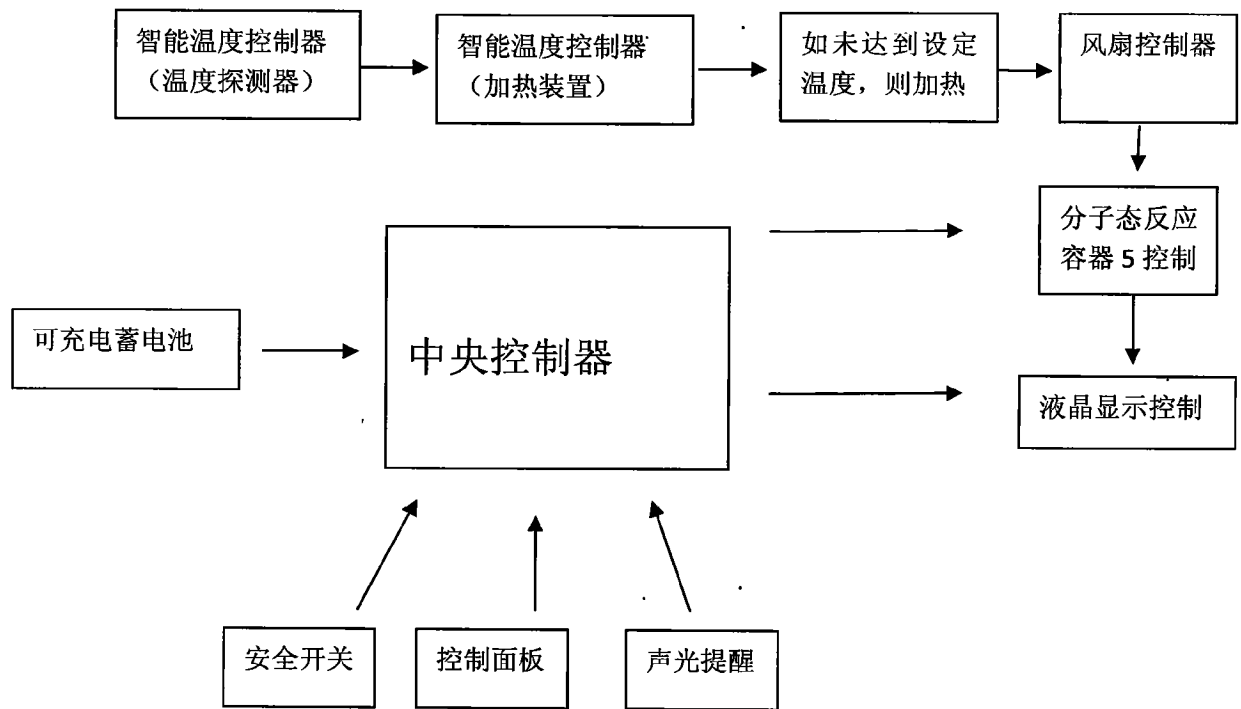 智能温度控制器
（温度探测器）
智能温度控制器
（加热装置）
如未达到设定
温度，则加热
风扇控制器
分子态反应
容器 5 控制
可充电蓄电池
中央控制器
液晶显示控制
安全开关
控制面板
声光提醒